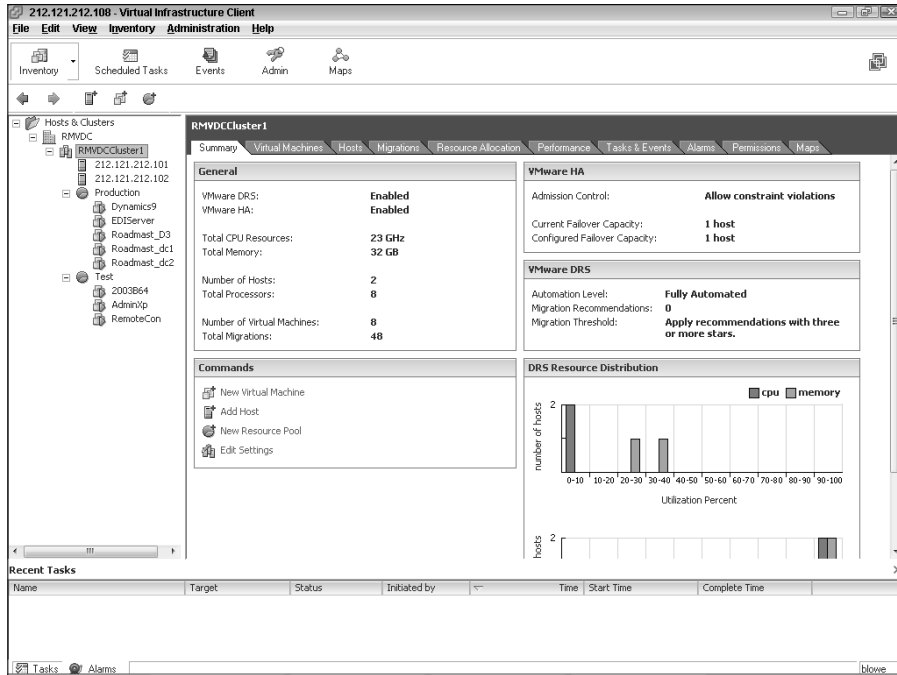 212.121.212.108 - Virtual Infrastructure Client
File Edit View Inventory Administration Help
Inventory Scheduled Tasks Events Admin Maps
Hosts & Clusters
RMVDC
RMVDCCluster1
212.121.212.101
212.121.212.102
Production
Dynamics9
EDIServer
Roadmast_D3
Roadmast_dc1
Roadmast_dc2
Test
2003B64
AdminXp
RemoteCon
RMVDCCluster1
Summary Virtual Machines Hosts Migrations Resource Allocation Performance Tasks & Events Alarms Permissions Maps
General
VMware DRS: Enabled
VMware HA: Enabled
Total CPU Resources: 23 GHz
Total Memory: 32 GB
Number of Hosts: 2
Total Processors: 8
Number of Virtual Machines: 8
Total Migrations: 48
Commands
New Virtual Machine
Add Host
New Resource Pool
Edit Settings
VMware HA
Admission Control: Allow constraint violations
Current Failover Capacity: 1 host
Configured Failover Capacity: 1 host
VMware DRS
Automation Level: Fully Automated
Migration Recommendations: 0
Migration Threshold: Apply recommendations with three
or more stars.
DRS Resource Distribution
cpu memory
number of hosts
2
0-10 10-20 20-30 30-40 40-50 50-60 60-70 70-80 80-90 90-100
Utilization Percent
hosts
2
Recent Tasks
Name Target Status Initiated by Time Start Time Complete Time
Tasks Alarms blowe